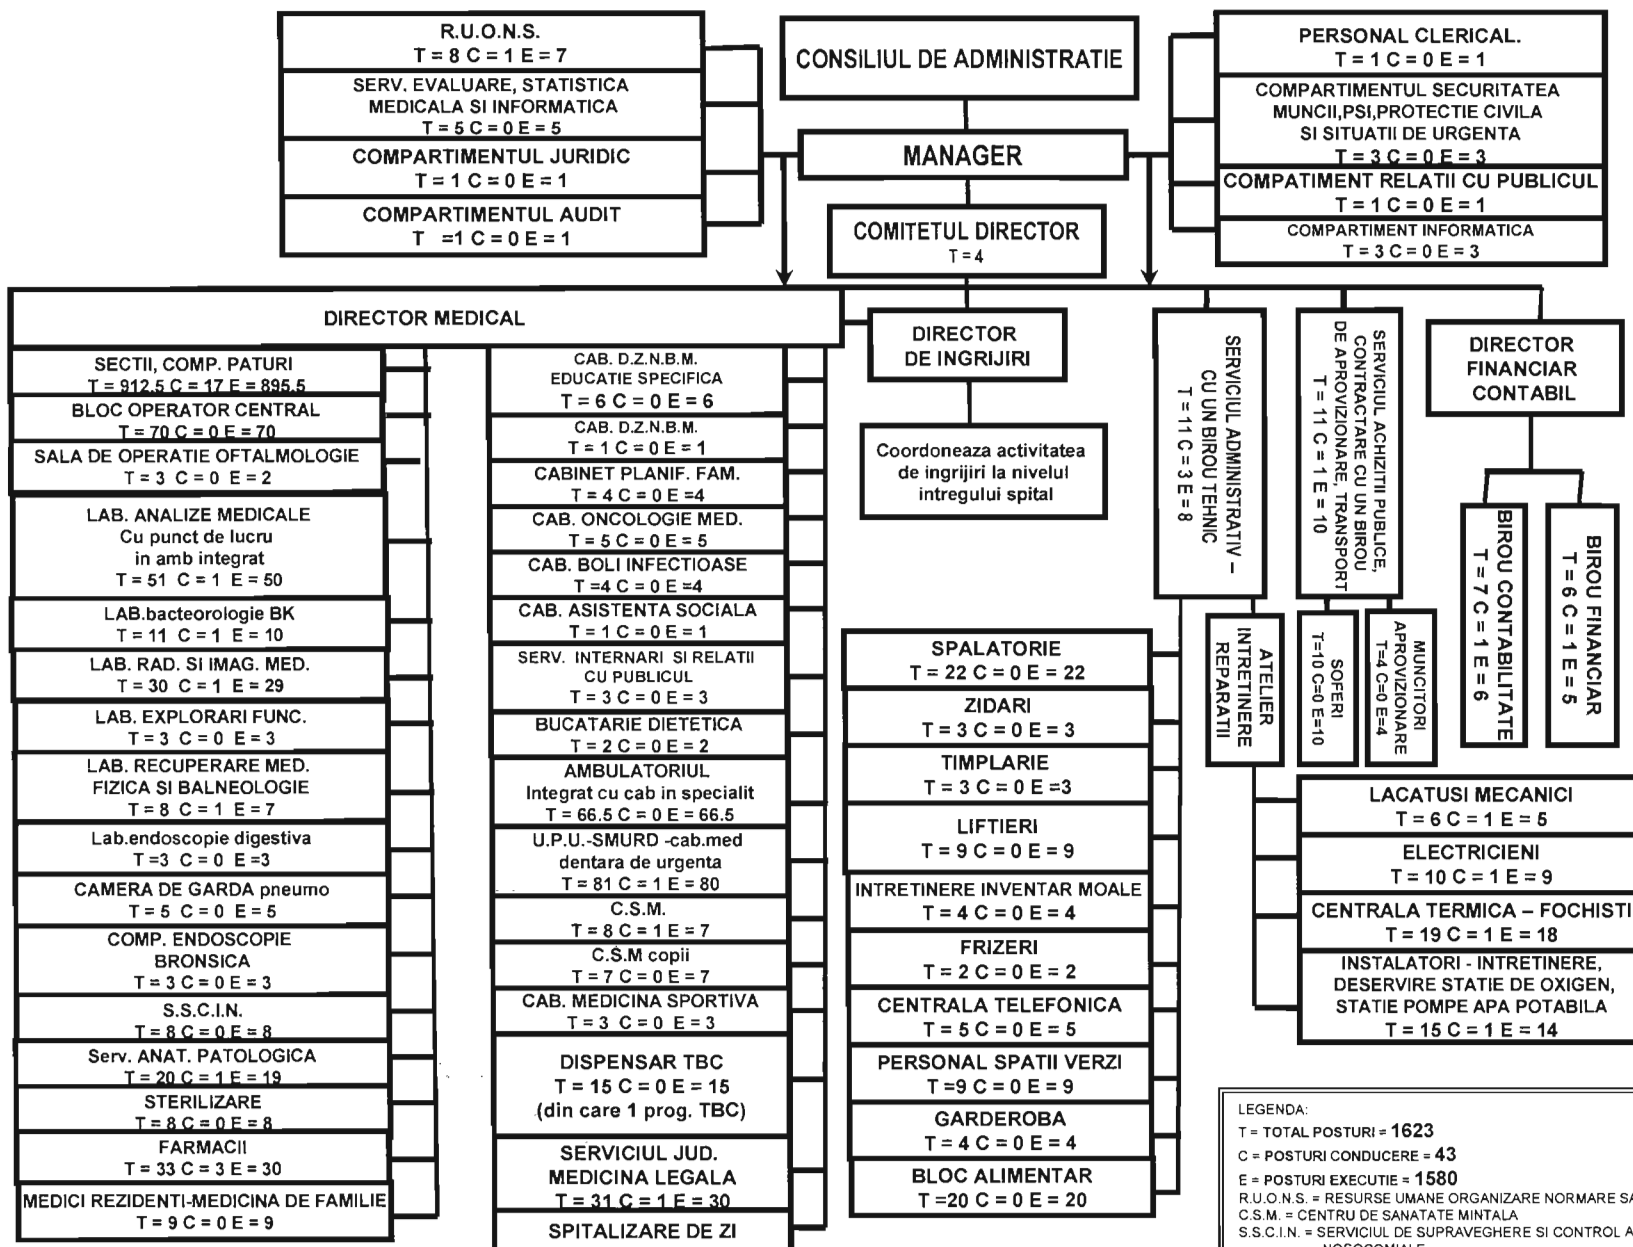 R.U.O.N.S.
T = 8 C = 1 E = 7
SERV. EVALUARE, STATISTICA
MEDICALA SI INFORMATICA
T = 5 C = 0 E = 5
COMPARTIMENTUL JURIDIC
T = 1 C = 0 E = 1
COMPARTIMENTUL AUDIT
T =1 C = 0 E = 1
CONSILIUL DE ADMINISTRATIE
MANAGER
COMITETUL DIRECTOR
T = 4
PERSONAL CLERICAL.
T = 1 C = 0 E = 1
COMPARTIMENTUL SECURITATEA
MUNCII,PSI,PROTECTIE CIVILA
SI SITUATII DE URGENTA
T = 3 C = 0 E = 3
COMPATIMENT RELATII CU PUBLICUL
T = 1 C = 0 E = 1
COMPARTIMENT INFORMATICA
T = 3 C = 0 E = 3
DIRECTOR MEDICAL
SECTII, COMP. PATURI
T = 912.5 C = 17 E = 895.5
BLOC OPERATOR CENTRAL
T = 70 C = 0 E = 70
SALA DE OPERATIE OFTALMOLOGIE
T = 3 C = 0 E = 2
LAB. ANALIZE MEDICALE
Cu punct de lucru
in amb integrat
T = 51 C = 1 E = 50
LAB.bacteorologie BK
T = 11 C = 1 E = 10
LAB. RAD. SI IMAG. MED.
T = 30 C = 1 E = 29
LAB. EXPLORARI FUNC.
T = 3 C = 0 E = 3
LAB. RECUPERARE MED.
FIZICA SI BALNEOLOGIE
T = 8 C = 1 E = 7
Lab.endoscopie digestiva
T =3 C = 0 E =3
CAMERA DE GARDA pneumo
T = 5 C = 0 E = 5
COMP. ENDOSCOPIE
BRONSICA
T = 3 C = 0 E = 3
S.S.C.I.N.
T = 8 C = 0 E = 8
Serv. ANAT. PATOLOGICA
T = 20 C = 1 E = 19
STERILIZARE
T = 8 C = 0 E = 8
FARMACII
T = 33 C = 3 E = 30
MEDICI REZIDENTI-MEDICINA DE FAMILIE
T = 9 C = 0 E = 9
CAB. D.Z.N.B.M.
EDUCATIE SPECIFICA
T = 6 C = 0 E = 6
CAB. D.Z.N.B.M.
T = 1 C = 0 E = 1
CABINET PLANIF. FAM.
T = 4 C = 0 E =4
CAB. ONCOLOGIE MED.
T = 5 C = 0 E = 5
CAB. BOLI INFECTIOASE
T =4 C = 0 E =4
CAB. ASISTENTA SOCIALA
T = 1 C = 0 E = 1
SERV. INTERNARI SI RELATII
CU PUBLICUL
T = 3 C = 0 E = 3
BUCATARIE DIETETICA
T = 2 C = 0 E = 2
AMBULATORIUL
Integrat cu cab in specialit
T = 66.5 C = 0 E = 66.5
U.P.U.-SMURD -cab.med
dentara de urgenta
T = 81 C = 1 E = 80
C.S.M.
T = 8 C = 1 E = 7
C.S.M copii
T = 7 C = 0 E = 7
CAB. MEDICINA SPORTIVA
T = 3 C = 0 E = 3
DISPENSAR TBC
T = 15 C = 0 E = 15
(din care 1 prog. TBC)
SERVICIUL JUD.
MEDICINA LEGALA
T = 31 C = 1 E = 30
SPITALIZARE DE ZI
DIRECTOR
DE INGRIJIRI
Coordoneaza activitatea
de ingrijiri la nivelul
intregului spital
SERVICIUL ADMINISTRATIV –
CU UN BIROU TEHNIC
T = 11 C = 3 E = 8
SERVICIUL ACHIZITII PUBLICE,
CONTRACTARE CU UN BIROU
DE APROVIZIONARE, TRANSPORT
T = 11 C = 1 E = 10
DIRECTOR
FINANCIAR
CONTABIL
BIROU CONTABILITATE
T = 7 C = 1 E = 6
BIROU FINANCIAR
T = 6 C = 1 E = 5
ATELIER
INTRETINERE
REPARATII
SOFERI
T=10 C=0 E=10
MUNCITORI
APROVIZIONARE
T=4 C=0 E=4
SPALATORIE
T = 22 C = 0 E = 22
ZIDARI
T = 3 C = 0 E = 3
TIMPLARIE
T = 3 C = 0 E =3
LIFTIERI
T = 9 C = 0 E = 9
INTRETINERE INVENTAR MOALE
T = 4 C = 0 E = 4
FRIZERI
T = 2 C = 0 E = 2
CENTRALA TELEFONICA
T = 5 C = 0 E = 5
PERSONAL SPATII VERZI
T =9 C = 0 E = 9
GARDEROBA
T = 4 C = 0 E = 4
BLOC ALIMENTAR
T =20 C = 0 E = 20
LACATUSI MECANICI
T = 6 C = 1 E = 5
ELECTRICIENI
T = 10 C = 1 E = 9
CENTRALA TERMICA – FOCHISTI
T = 19 C = 1 E = 18
INSTALATORI - INTRETINERE,
DESERVIRE STATIE DE OXIGEN,
STATIE POMPE APA POTABILA
T = 15 C = 1 E = 14
LEGENDA:
T = TOTAL POSTURI = 1623
C = POSTURI CONDUCERE = 43
E = POSTURI EXECUTIE = 1580
R.U.O.N.S. = RESURSE UMANE ORGANIZARE NORMARE SA
C.S.M. = CENTRU DE SANATATE MINTALA
S.S.C.I.N. = SERVICIUL DE SUPRAVEGHERE SI CONTROL A